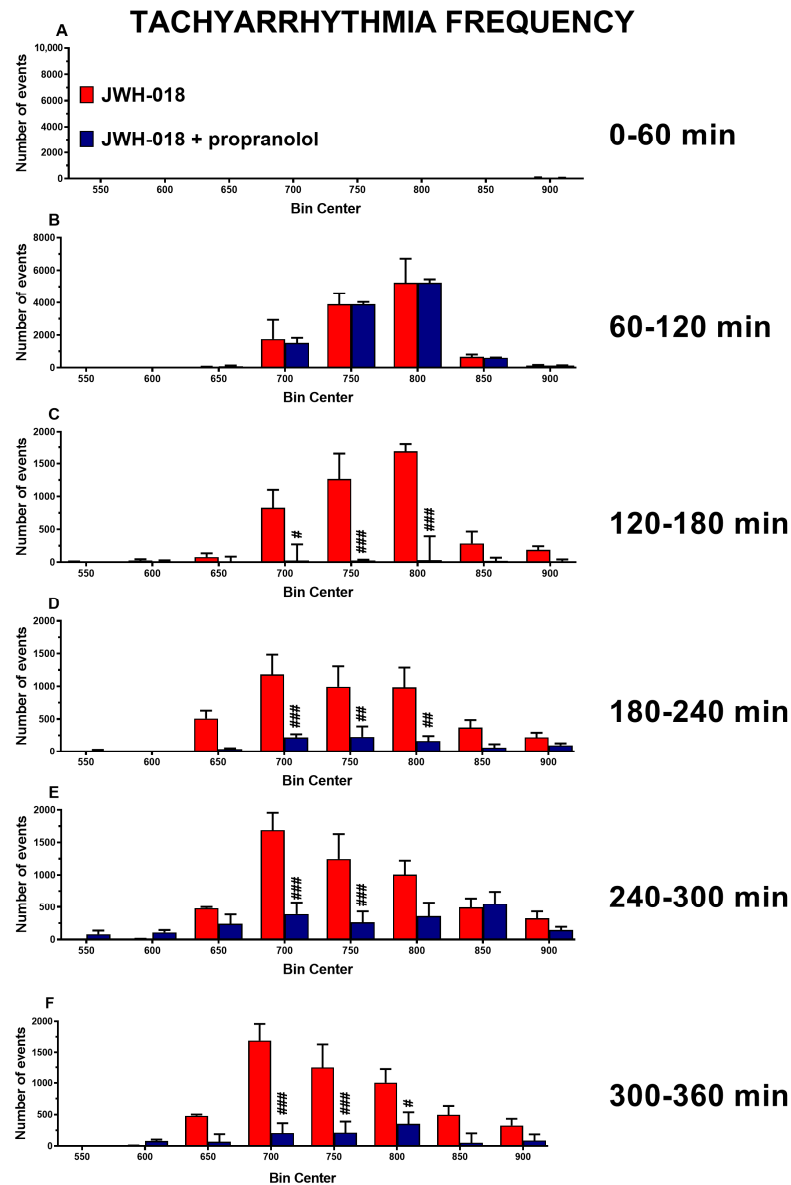 TACHYARRHYTHMIA FREQUENCY
A
10,000
8000
6000
4000
2000
0
Number of events
JWH-018
JWH-018 + propranolol
0-60 min
550 600 650 700 750 800 850 900
Bin Center
B
8000
6000
4000
2000
0
Number of events
60-120 min
550 600 650 700 750 800 850 900
Bin Center
C
2000
1500
1000
500
0
Number of events
# ### ###
120-180 min
550 600 650 700 750 800 850 900
Bin Center
D
2000
1500
1000
500
0
Number of events
### ## ##
180-240 min
550 600 650 700 750 800 850 900
Bin Center
E
2000
1500
1000
500
0
Number of events
### ###
240-300 min
550 600 650 700 750 800 850 900
Bin Center
F
2000
1500
1000
500
0
Number of events
### ### #
300-360 min
550 600 650 700 750 800 850 900
Bin Center